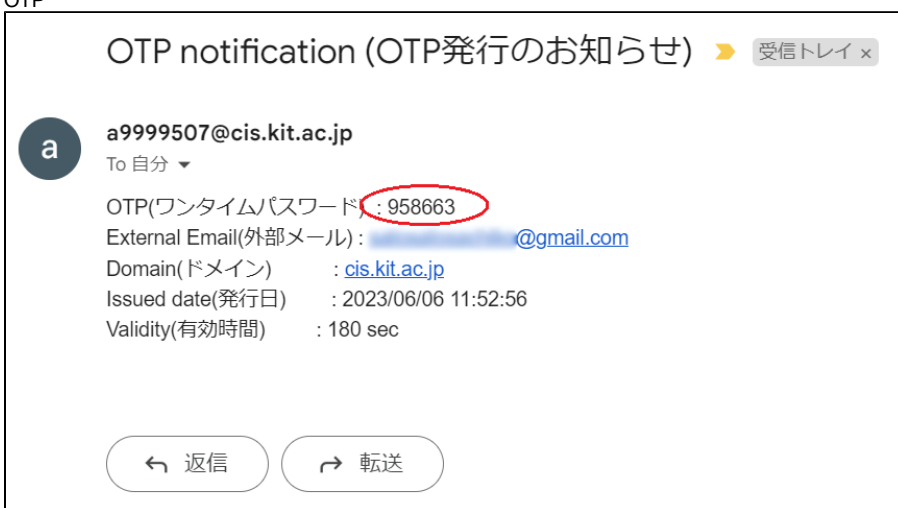 OTP
OTP notification (OTP発行のお知らせ) 受信トレイ ×
a
a9999507@cis.kit.ac.jp
To 自分
OTP(ワンタイムパスワード) : 958663
External Email(外部メール) : @gmail.com
Domain(ドメイン) : cis.kit.ac.jp
Issued date(発行日) : 2023/06/06 11:52:56
Validity(有効時間) : 180 sec
返信 転送